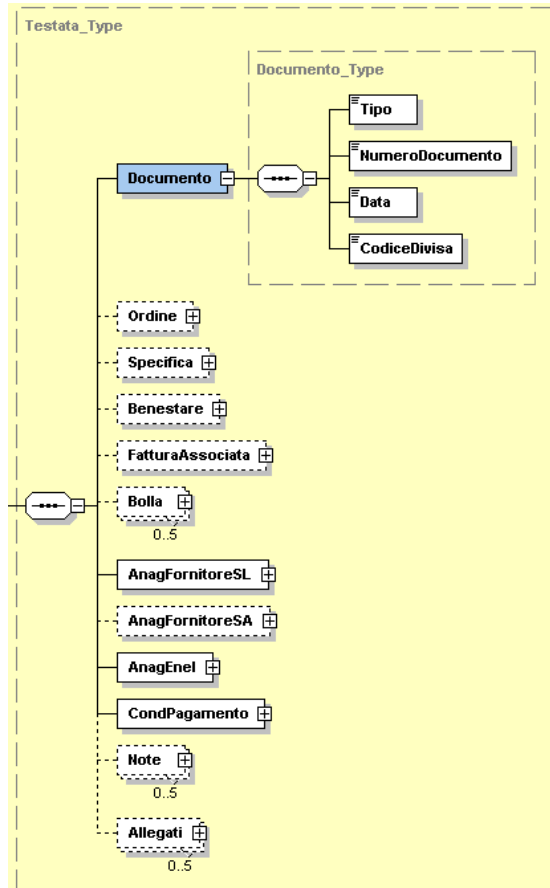 Testata_Type
Documento_Type
Tipo
NumeroDocumento
Documento
Data
CodiceDivisa
Ordine
Specifica
Benestare
FatturaAssociata
Bolla
0..5
AnagFornitoreSL
AnagFornitoreSA
AnagEnel
CondPagamento
Note
0..5
Allegati
0..5